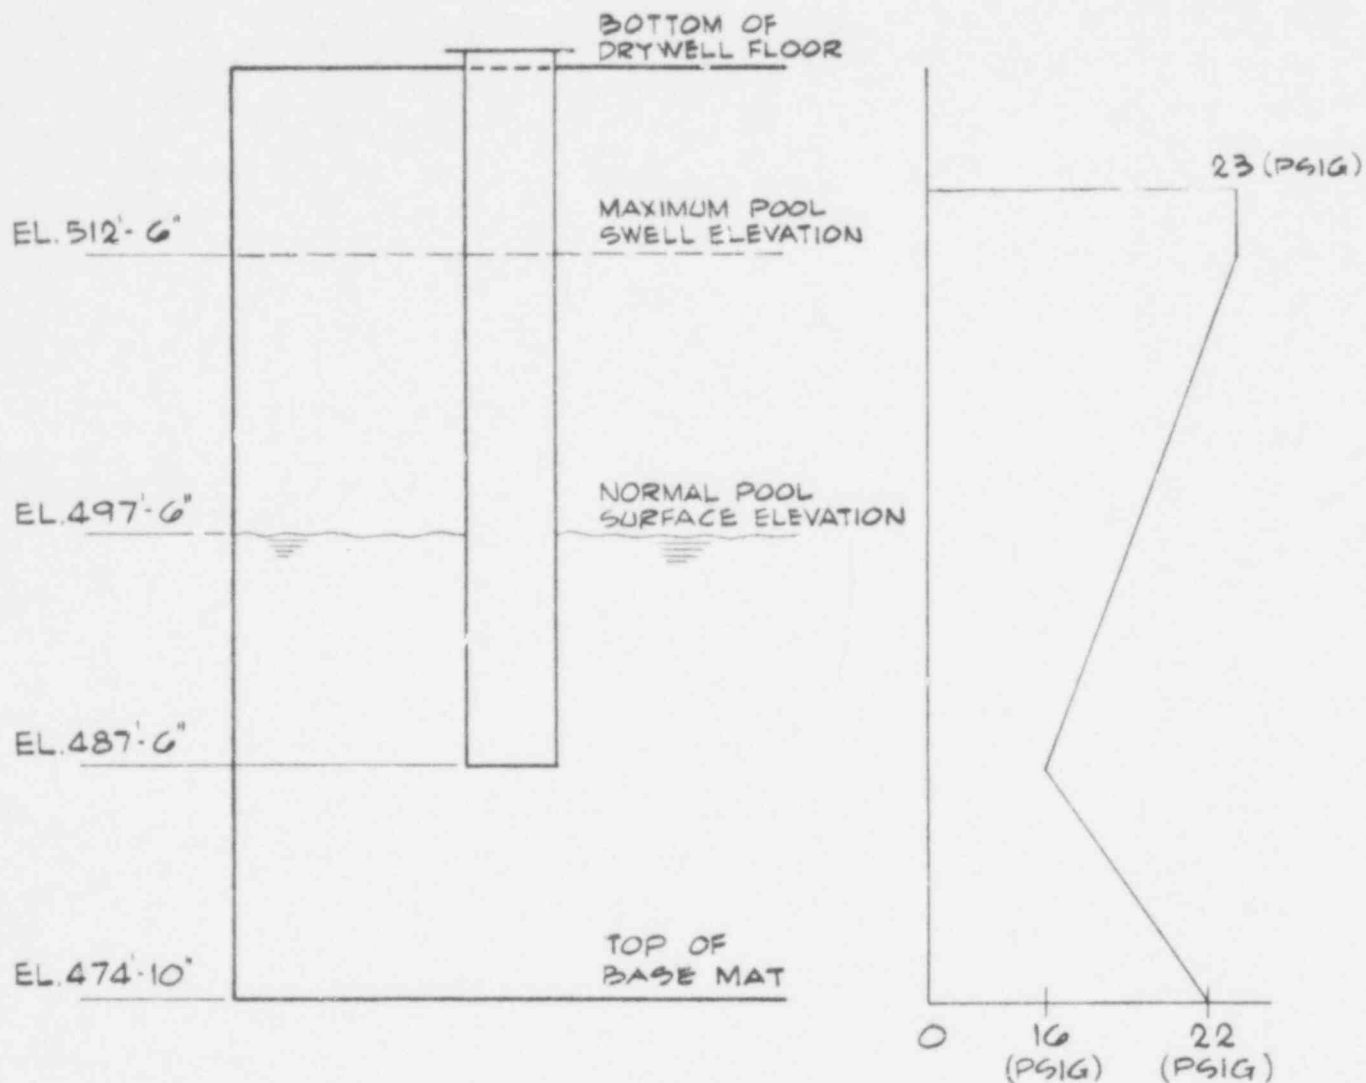 BOTTOM OF
DRYWELL FLOOR
23 (PSIG)
EL. 512'-6"
MAXIMUM POOL
SWELL ELEVATION
EL. 497'-6"
NORMAL POOL
SURFACE ELEVATION
EL. 487'-6"
EL. 474'-10"
TOP OF
BASE MAT
0
16
(PSIG)
22
(PSIG)